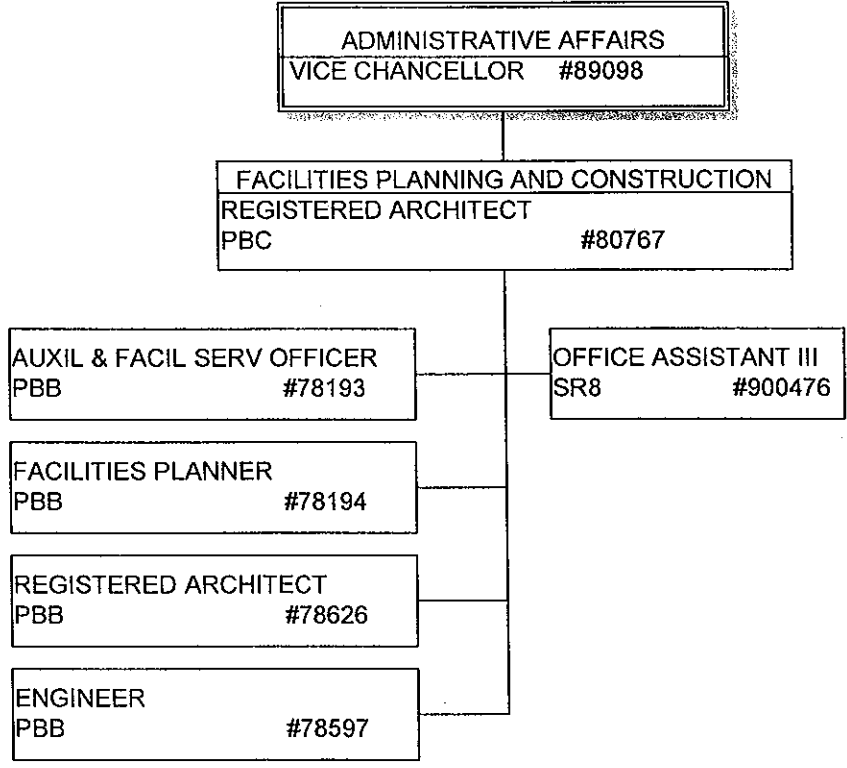 ADMINISTRATIVE AFFAIRS
VICE CHANCELLOR #89098
FACILITIES PLANNING AND CONSTRUCTION
REGISTERED ARCHITECT
PBC #80767
AUXIL & FACIL SERV OFFICER
PBB #78193
OFFICE ASSISTANT III
SR8 #900476
FACILITIES PLANNER
PBB #78194
REGISTERED ARCHITECT
PBB #78626
ENGINEER
PBB #78597